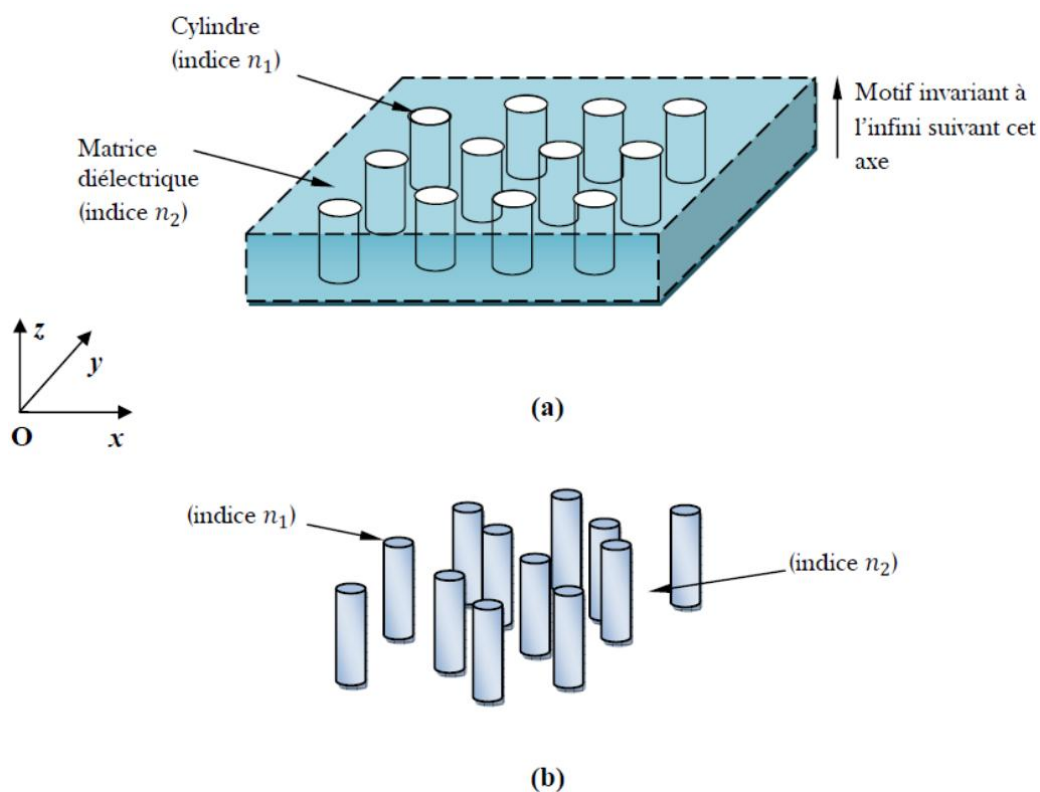 Cylindre
(indice n₁)
Motif invariant à
l'infini suivant cet
axe
Matrice
diélectrique
(indice n₂)
z
y
O
x
(a)
(indice n₁)
(indice n₂)
(b)